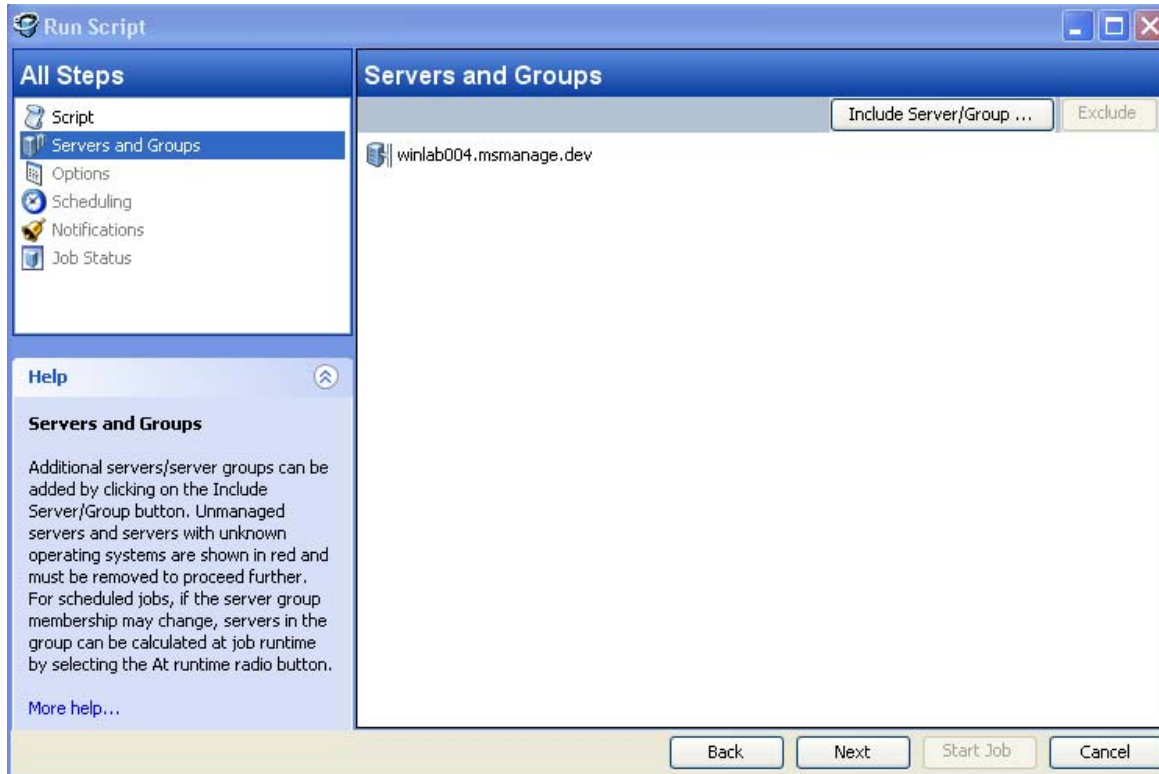 Run Script
All Steps
Script
Servers and Groups
Options
Scheduling
Notifications
Job Status
Help
Servers and Groups
Additional servers/server groups can be
added by clicking on the Include
Server/Group button. Unmanaged
servers and servers with unknown
operating systems are shown in red and
must be removed to proceed further.
For scheduled jobs, if the server group
membership may change, servers in the
group can be calculated at job runtime
by selecting the At runtime radio button.
More help...
Servers and Groups
Include Server/Group ... Exclude
winlab004.msmanage.dev
Back Next Start Job Cancel